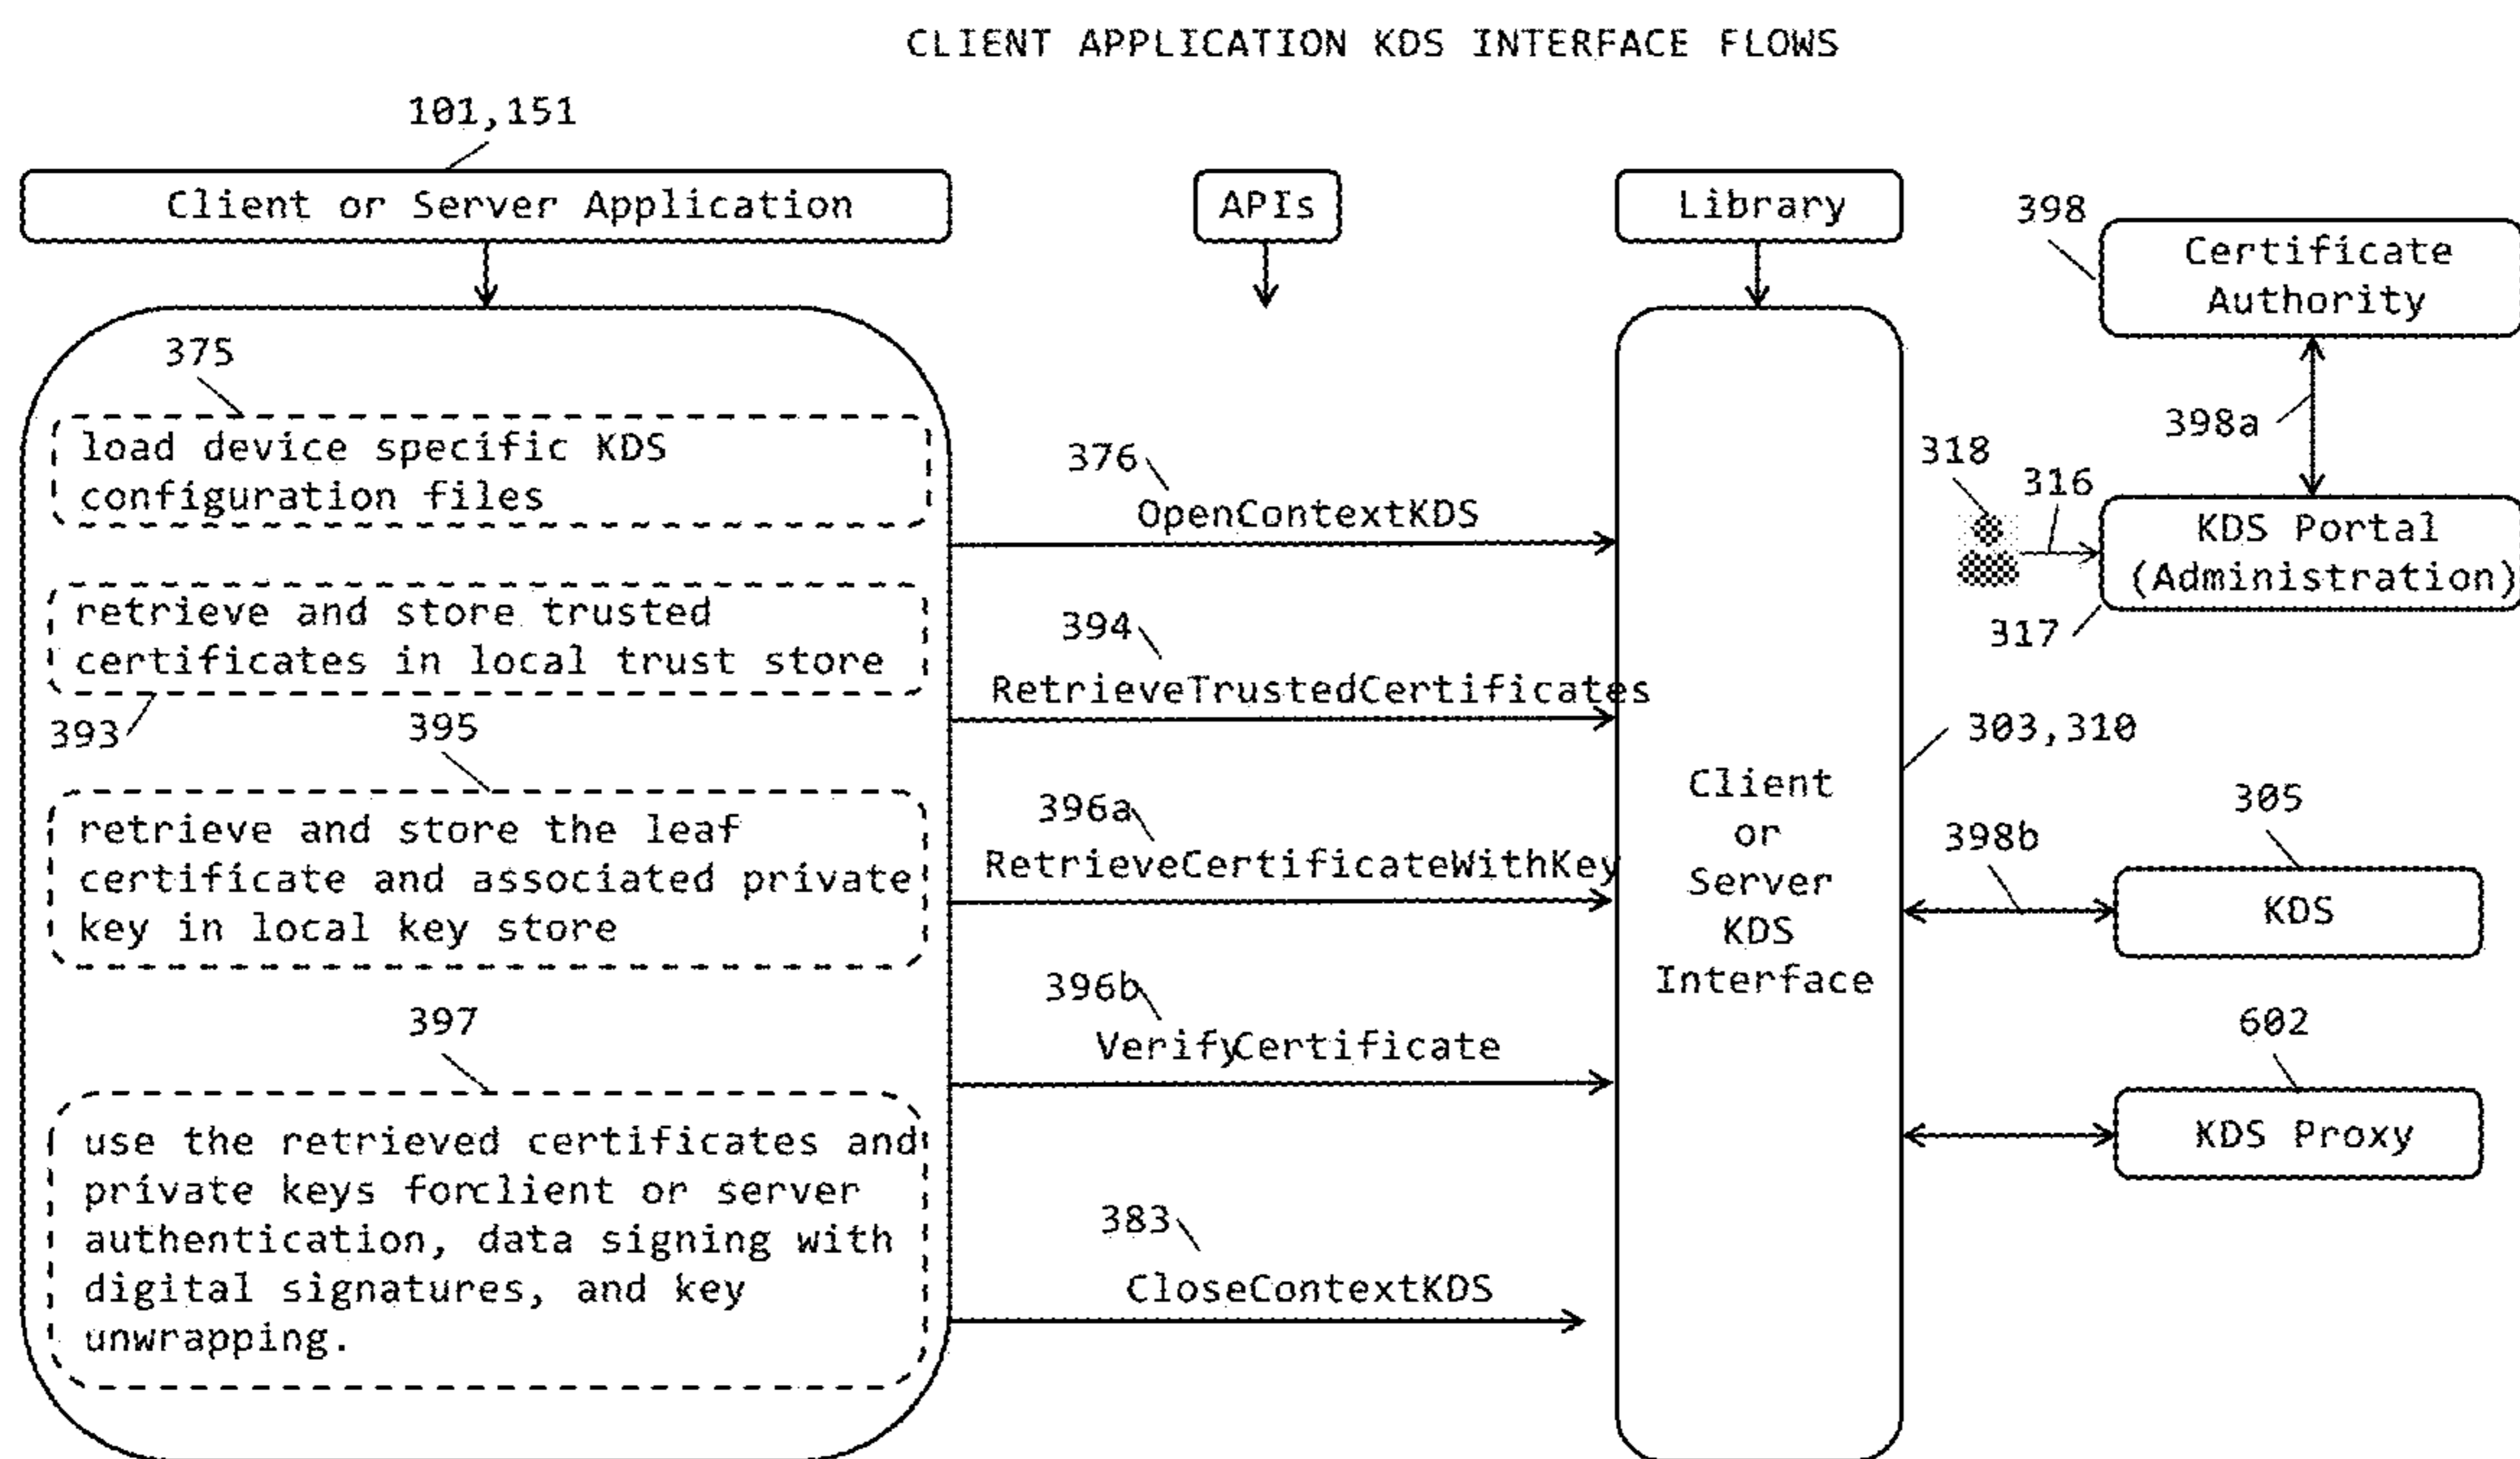 CLIENT APPLICATION KDS INTERFACE FLOWS
101,151
Client or Server Application
APIs
Library
398
Certificate
Authority
375
load device specific KDS
configuration files
376
OpenContextKDS
398a
318
316
KDS Portal
(Administration)
317
retrieve and store trusted
certificates in local trust store
393
394
RetrieveTrustedCertificates
395
retrieve and store the leaf
certificate and associated private
key in local key store
396a
RetrieveCertificateWithKey
303,310
Client
or
Server
KDS
Interface
398b
305
KDS
396b
VerifyCertificate
397
use the retrieved certificates and
private keys forclient or server
authentication, data signing with
digital signatures, and key
unwrapping.
602
KDS Proxy
383
CloseContextKDS